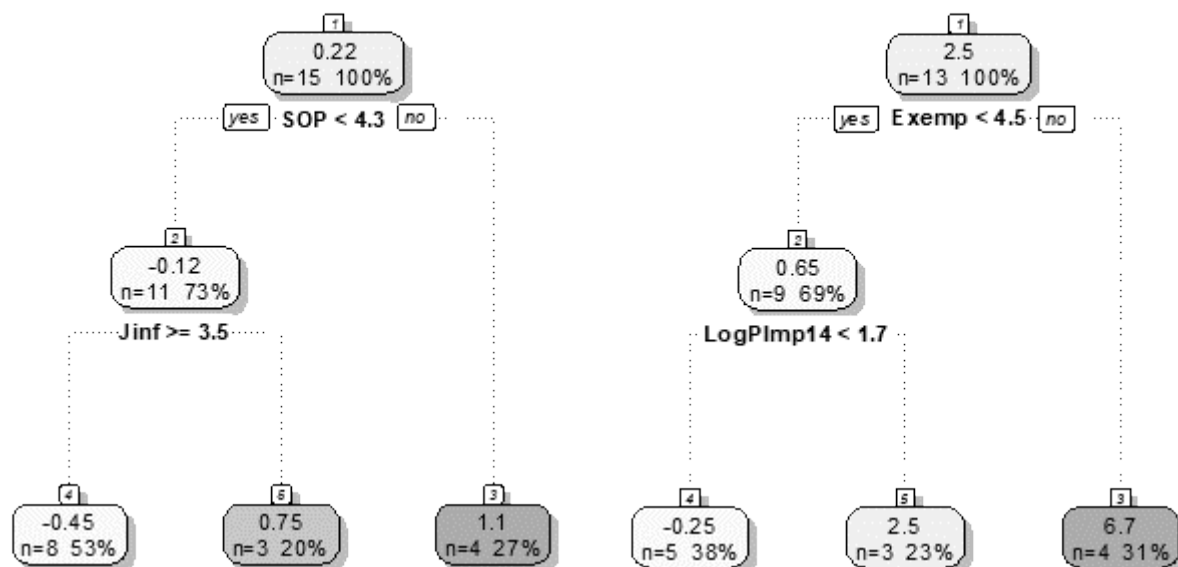 1
0.22
n=15 100%
yes SOP < 4.3 no
2
-0.12
n=11 73%
Jinf >= 3.5
4
-0.45
n=8 53%
5
0.75
n=3 20%
3
1.1
n=4 27%
1
2.5
n=13 100%
yes Exemp < 4.5 no
2
0.65
n=9 69%
LogPImp14 < 1.7
4
-0.25
n=5 38%
5
2.5
n=3 23%
3
6.7
n=4 31%